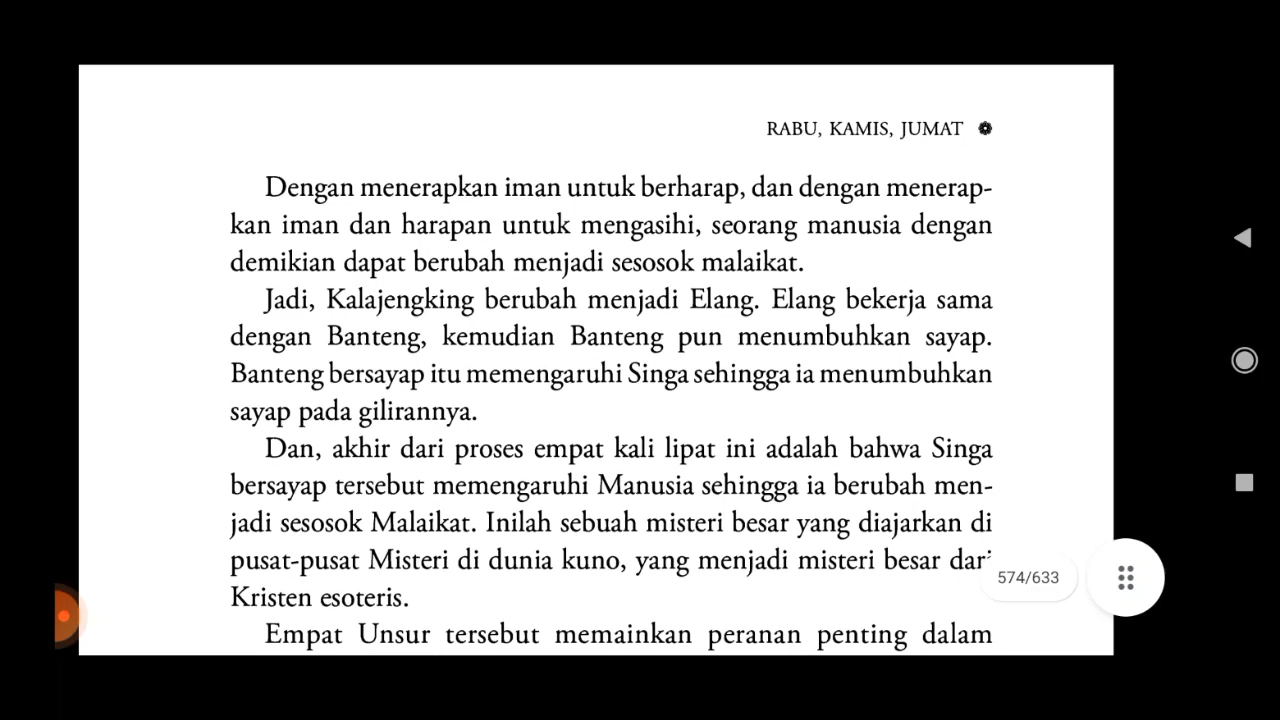 RABU, KAMIS, JUMAT
Dengan menerapkan iman untuk berharap, dan dengan menerap-
kan iman dan harapan untuk mengasihi, seorang manusia dengan
demikian dapat berubah menjadi sesosok malaikat.
Jadi, Kalajengking berubah menjadi Elang. Elang bekerja sama
dengan Banteng, kemudian Banteng pun menumbuhkan sayap.
Banteng bersayap itu memengaruhi Singa sehingga ia menumbuhkan
sayap pada gilirannya.
Dan, akhir dari proses empat kali lipat ini adalah bahwa Singa
bersayap tersebut memengaruhi Manusia sehingga ia berubah men-
jadi sesosok Malaikat. Inilah sebuah misteri besar yang diajarkan di
pusat-pusat Misteri di dunia kuno, yang menjadi misteri besar dari
Kristen esoteris.
574/633
Empat Unsur tersebut memainkan peranan penting dalam